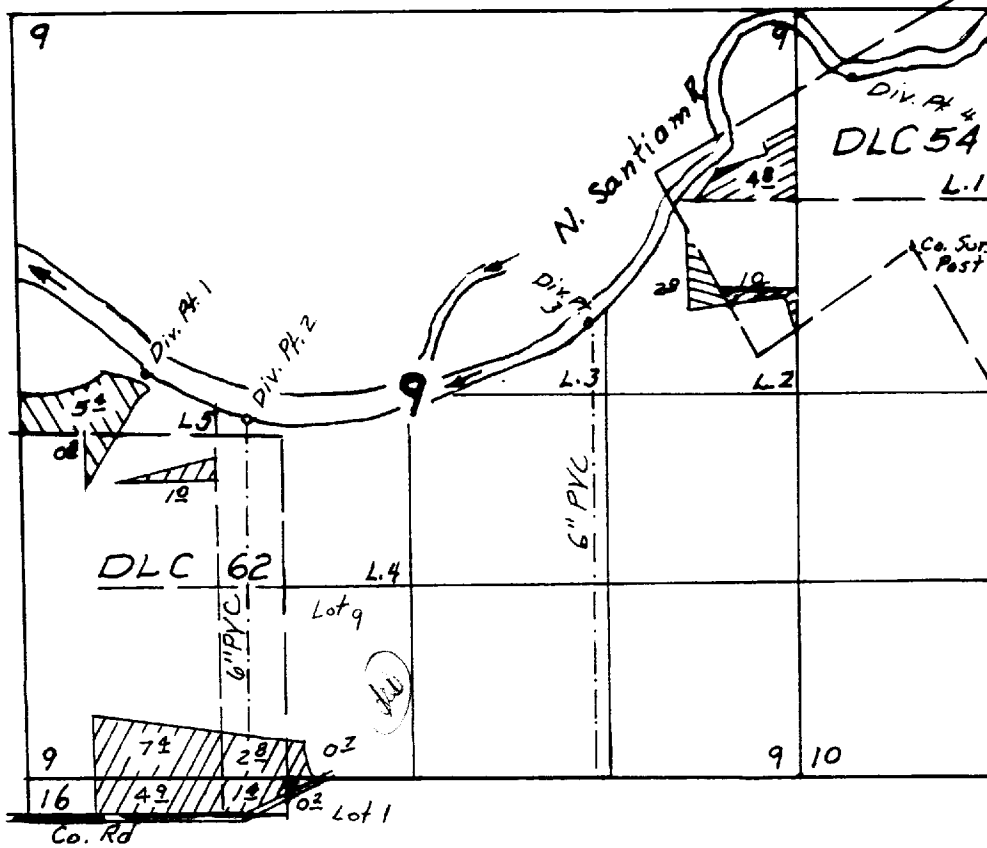 9
9
Div. Pt. 4
DLC 54
N. Santiam R
4 8
L.1
Co. Sur.
Post
Div. Pt. 1
Div. Pt. 2
Div. Pt.
3
2 0
1 0
9
L.3
L.2
5 4
L.5
0 8
1 0
6" PVC
DLC 62
L.4
Lot 9
6" PVC
9
7 4
2 8
0 7
9 10
16
4 9
1 4
0 2
Lot 1
Co. Rd